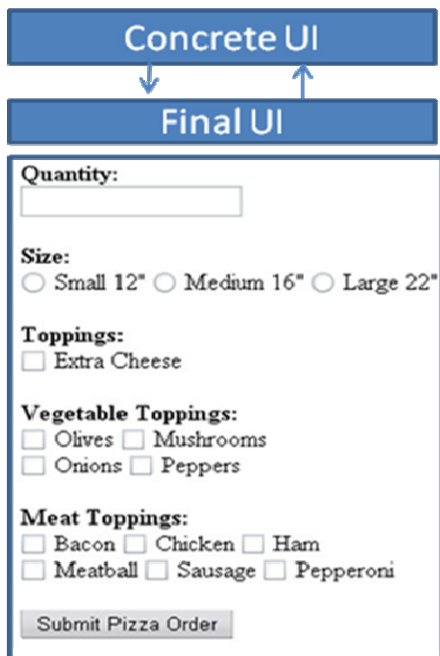 Concrete UI
Final UI
Quantity:
Size:
Small 12" Medium 16" Large 22"
Toppings:
Extra Cheese
Vegetable Toppings:
Olives Mushrooms
Onions Peppers
Meat Toppings:
Bacon Chicken Ham
Meatball Sausage Pepperoni
Submit Pizza Order